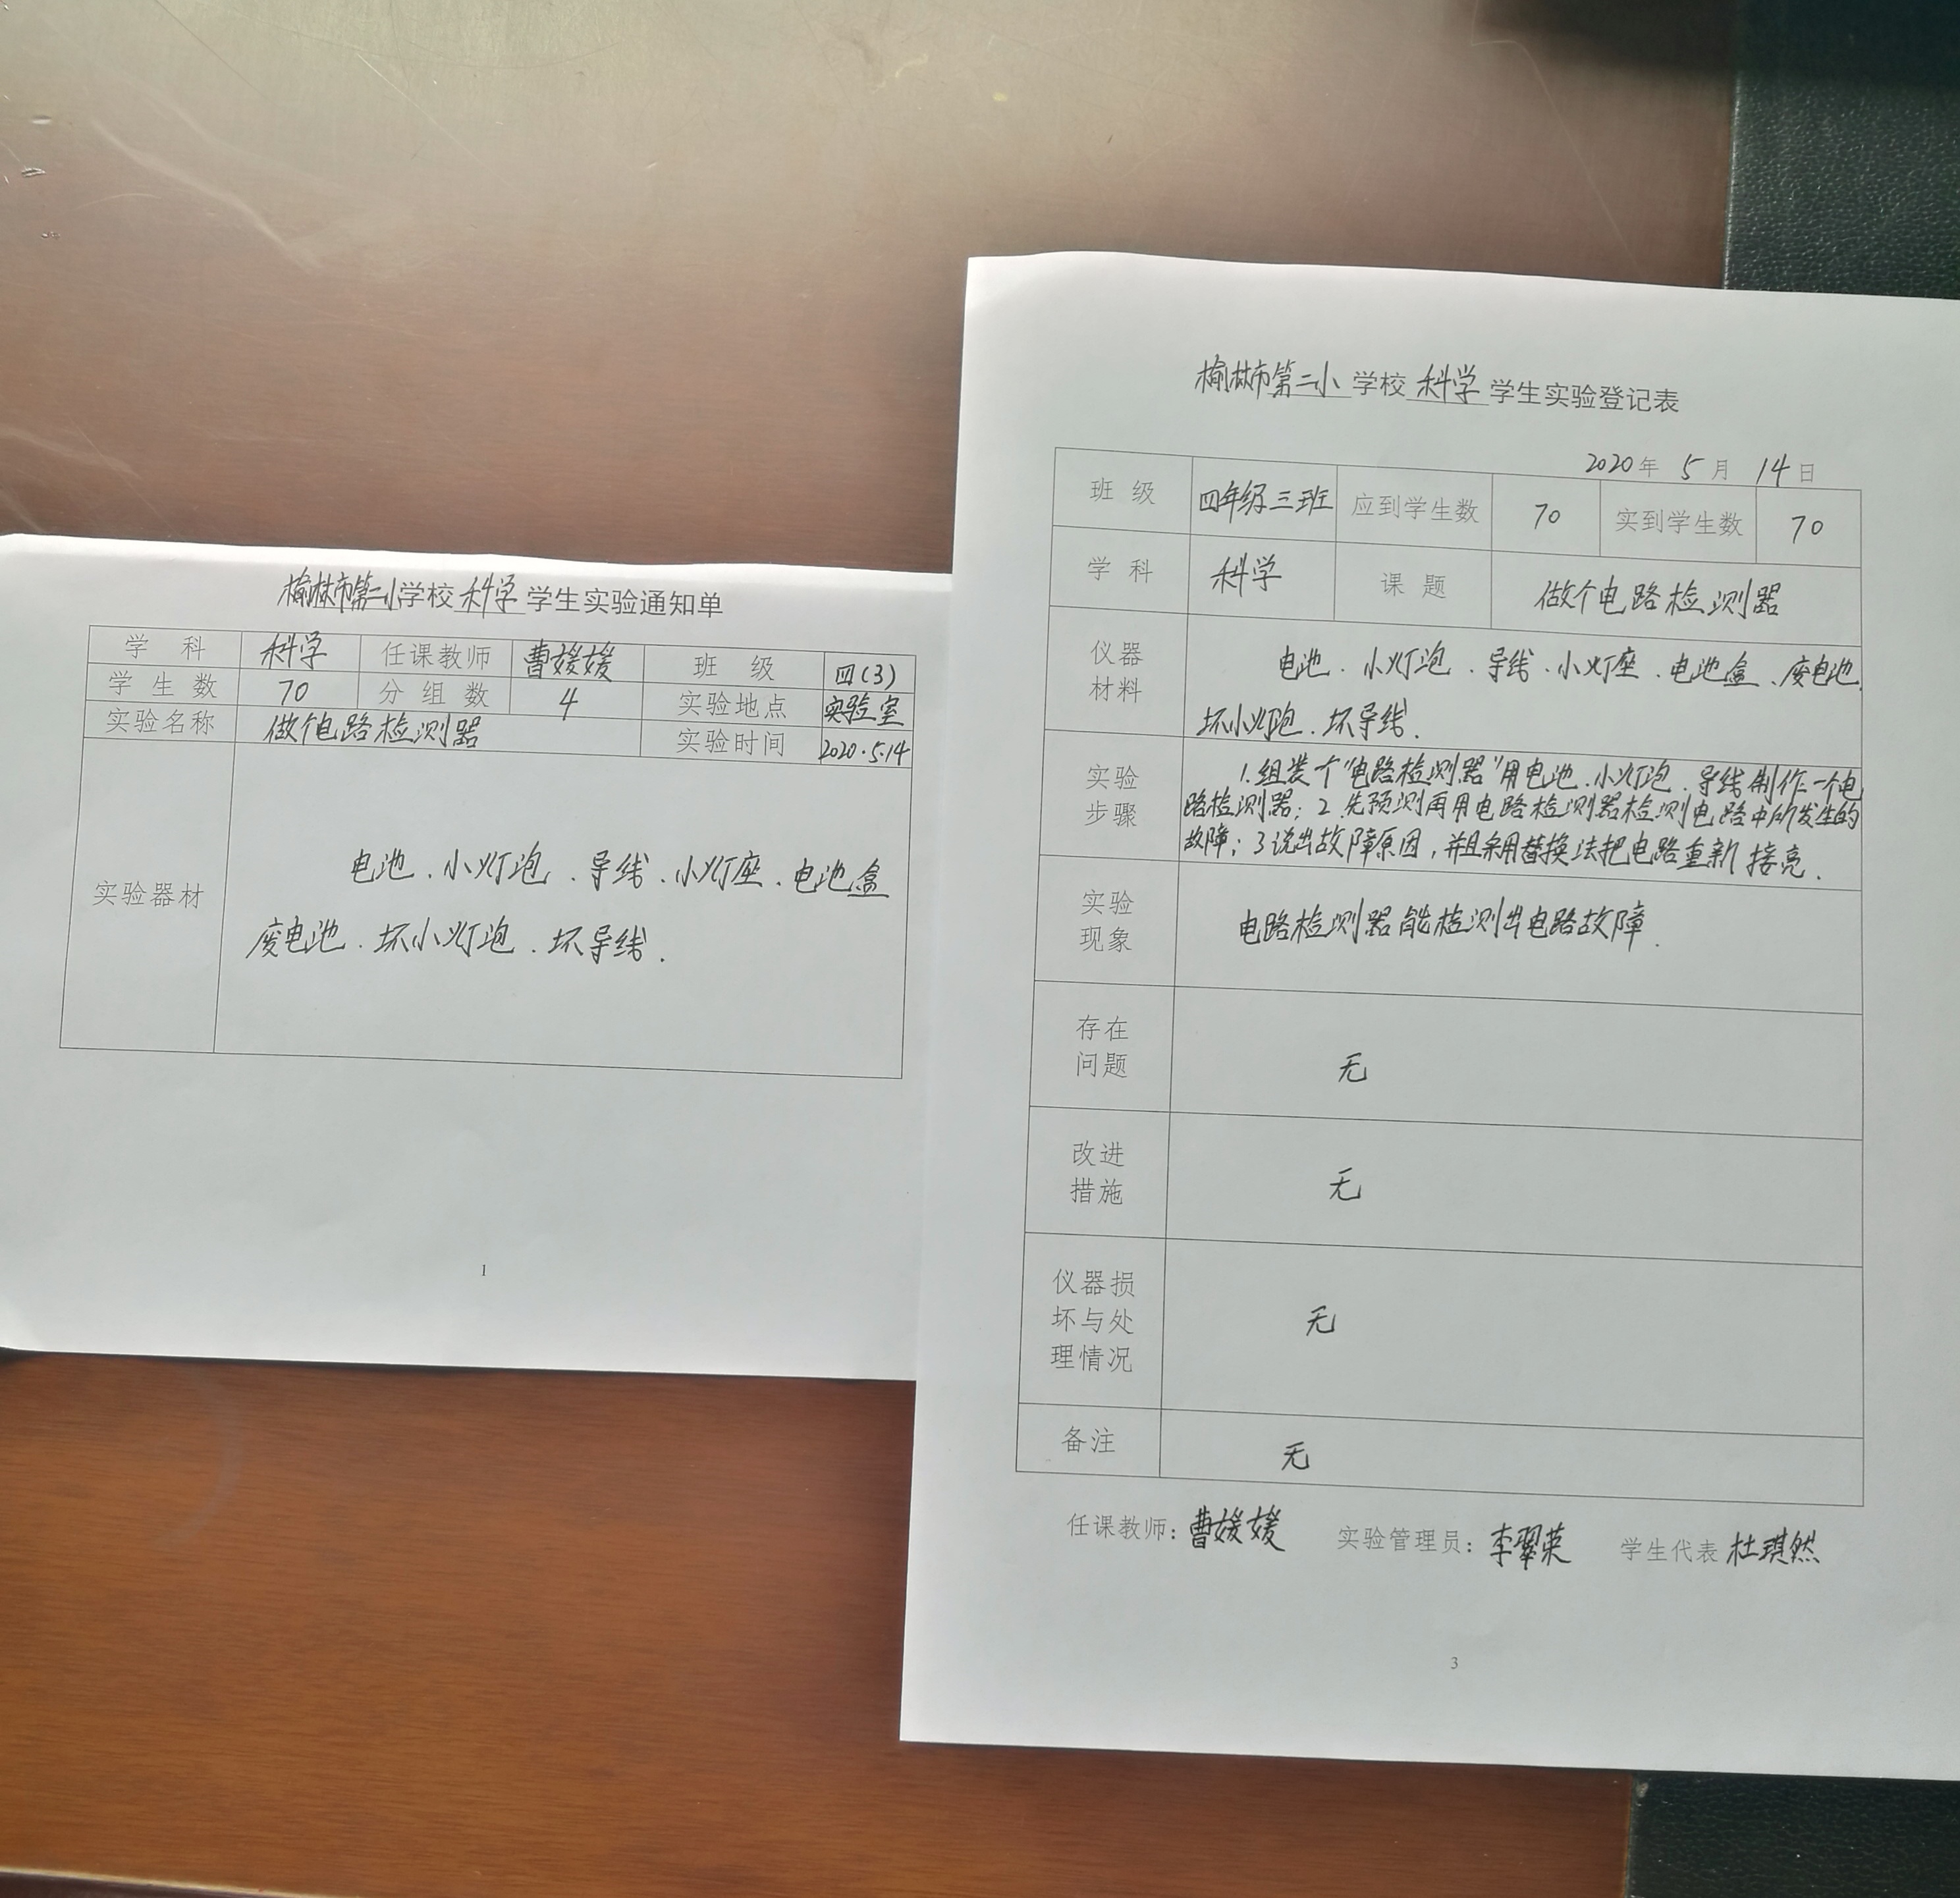 榆林市第二小学校 科学 学生实验通知单
学 科 科学 任课教师 曹媛媛 班 级 四(3)
学 生 数 70 分 组 数 4 实验地点 实验室
实验名称 做个电路检测器 实验时间 2020.5.14
实验器材
电池、小灯泡、导线、小灯座、电池盒
废电池、坏小灯泡、坏导线.
1
榆林市第二小 学校 科学 学生实验登记表
2020年 5 月 14 日
班 级 四年级三班 应到学生数 70 实到学生数 70
学 科 科学 课 题 做个电路检测器
仪器
材料
电池、小灯泡、导线、小灯座、电池盒、废电池、
坏小灯泡、坏导线.
实验
步骤
1.组装个“电路检测器”用电池、小灯泡、导线制作一个电
路检测器；2.先预测再用电路检测器检测电路中所发生的
故障；3说出故障原因，并且采用替换法把电路重新接亮.
实验
现象
电路检测器能检测出电路故障.
存在
问题
无
改进
措施
无
仪器损
坏与处
理情况
无
备注
无
任课教师：曹媛媛 实验管理员：李翠英 学生代表 杜琪然
3